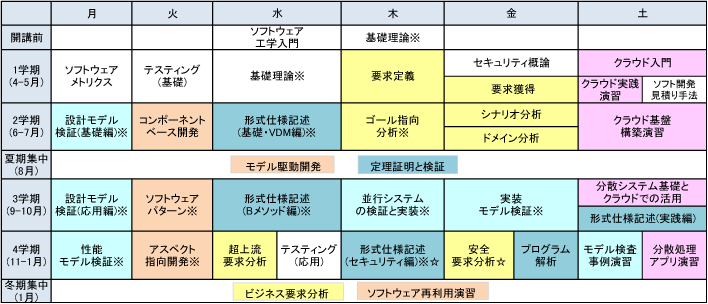 月 火 水 木 金 土
開講前
ソフトウェア
工学入門
基礎理論※
1学期
(4-5月)
ソフトウェア
メトリクス
テスティング
(基礎)
基礎理論※
要求定義
セキュリティ概論
要求獲得
クラウド入門
クラウド実践
演習
ソフト開発
見積り手法
2学期
(6-7月)
設計モデル
検証(基礎編)※
コンポーネント
ベース開発
形式仕様記述
(基礎・VDM編)※
ゴール指向
分析※
シナリオ分析
ドメイン分析
クラウド基盤
構築演習
夏期集中
(8月)
モデル駆動開発
定理証明と検証
3学期
(9-10月)
設計モデル
検証(応用編)※
ソフトウェア
パターン※
形式仕様記述
(Bメソッド編)※
並行システム
の検証と実装※
実装
モデル検証※
分散システム基礎と
クラウドでの活用
形式仕様記述(実践編)
4学期
(11-1月)
性能
モデル検証※
アスペクト
指向開発※
超上流
要求分析
テスティング
(応用)
形式仕様記述
(セキュリティ編)※☆
安全
要求分析☆
プログラム
解析
モデル検査
事例演習
分散処理
アプリ演習
冬期集中
(1月)
ビジネス要求分析
ソフトウェア再利用演習